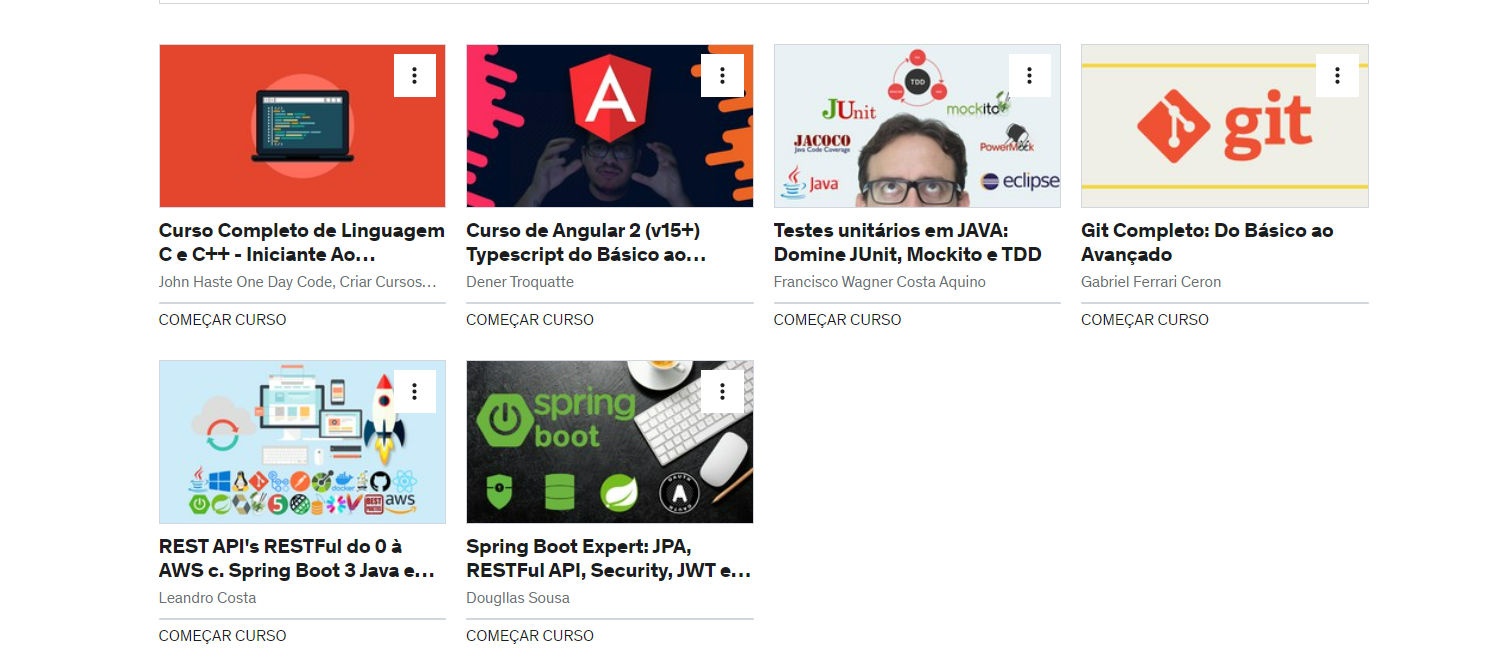 TDD
JUnit
mockito
JACOCO
Java Code Coverage
PowerMock
Java
eclipse
git
Curso Completo de Linguagem
C e C++ - Iniciante Ao...
John Haste One Day Code, Criar Cursos...
COMEÇAR CURSO
Curso de Angular 2 (v15+)
Typescript do Básico ao...
Dener Troquatte
COMEÇAR CURSO
Testes unitários em JAVA:
Domine JUnit, Mockito e TDD
Francisco Wagner Costa Aquino
COMEÇAR CURSO
Git Completo: Do Básico ao
Avançado
Gabriel Ferrari Ceron
COMEÇAR CURSO
docker
BEST
aws
REST API's RESTFul do 0 à
AWS c. Spring Boot 3 Java e...
Leandro Costa
COMEÇAR CURSO
spring
boot
OAUTH
A
OAUTH
Spring Boot Expert: JPA,
RESTFul API, Security, JWT e...
Dougllas Sousa
COMEÇAR CURSO